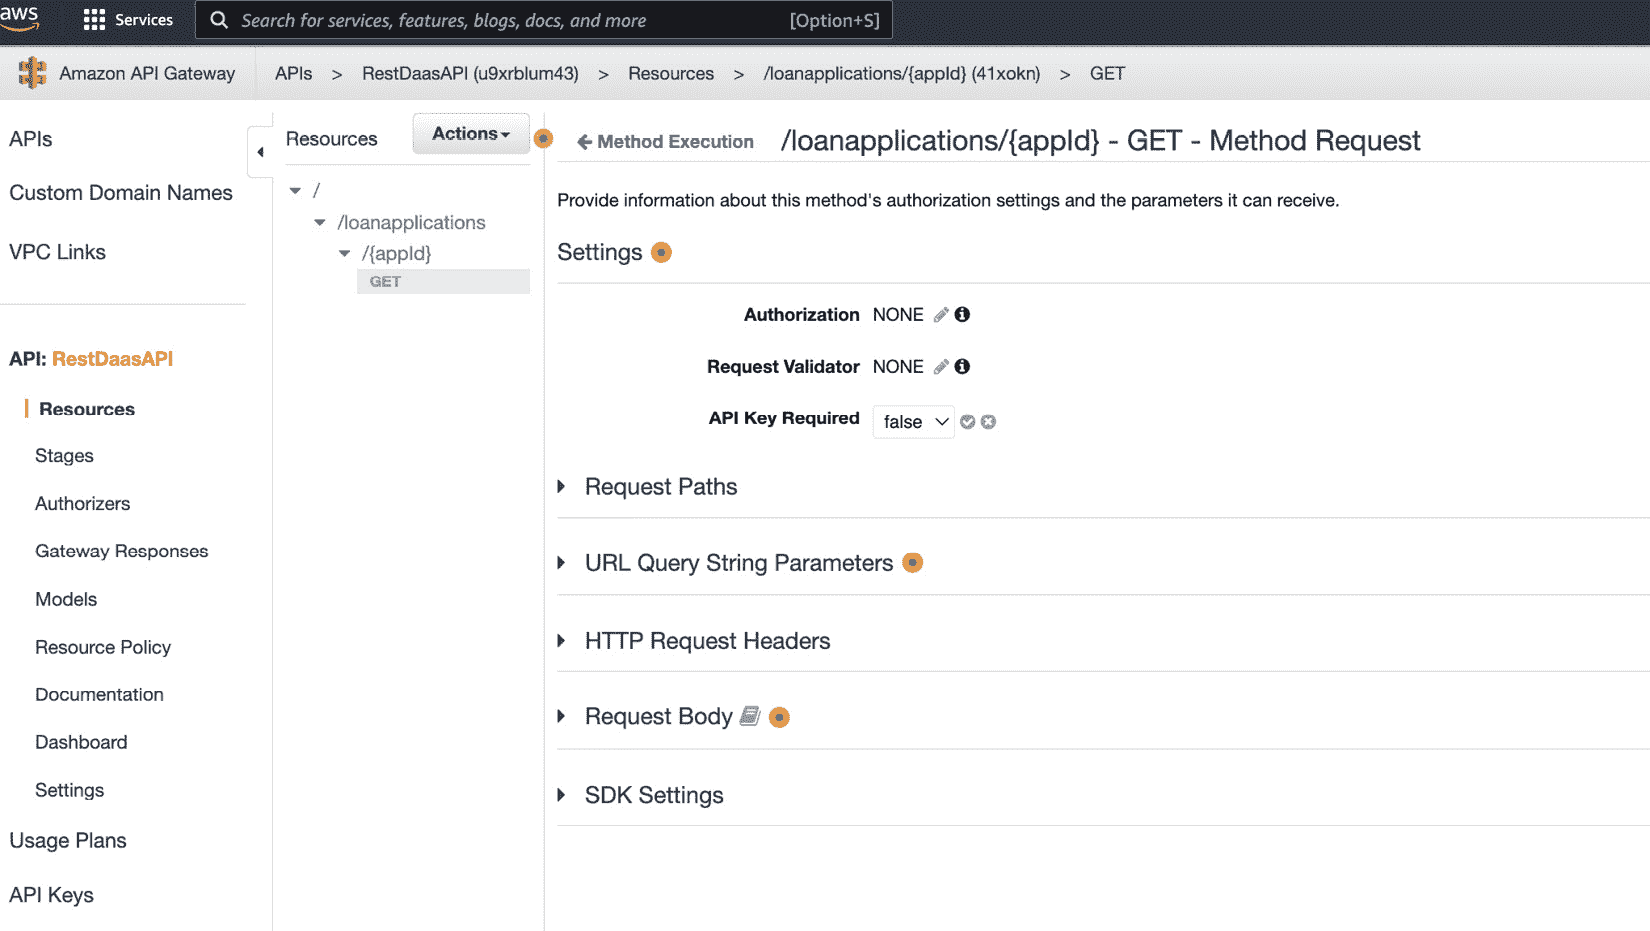 aws
Services
Search for services, features, blogs, docs, and more
[Option+S]
Amazon API Gateway
APIs > RestDaasAPI (u9xrblum43) > Resources > /loanapplications/{appId} (41xokn) > GET
APIs
Custom Domain Names
VPC Links
API: RestDaasAPI
Resources
Stages
Authorizers
Gateway Responses
Models
Resource Policy
Documentation
Dashboard
Settings
Usage Plans
API Keys
Resources
Actions
/
/loanapplications
/{appId}
GET
Method Execution
/loanapplications/{appId} - GET - Method Request
Provide information about this method's authorization settings and the parameters it can receive.
Settings
Authorization NONE
Request Validator NONE
API Key Required false
Request Paths
URL Query String Parameters
HTTP Request Headers
Request Body
SDK Settings